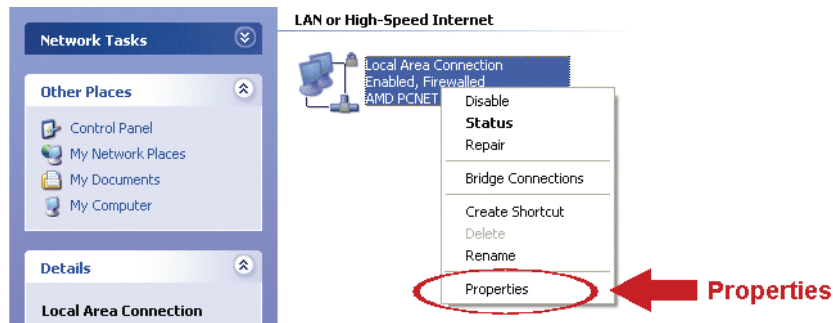 Network Tasks
Other Places
Control Panel
My Network Places
My Documents
My Computer
Details
Local Area Connection
LAN or High-Speed Internet
Local Area Connection
Enabled, Firewalled
AMD PCNET
Disable
Status
Repair
Bridge Connections
Create Shortcut
Delete
Rename
Properties
Properties